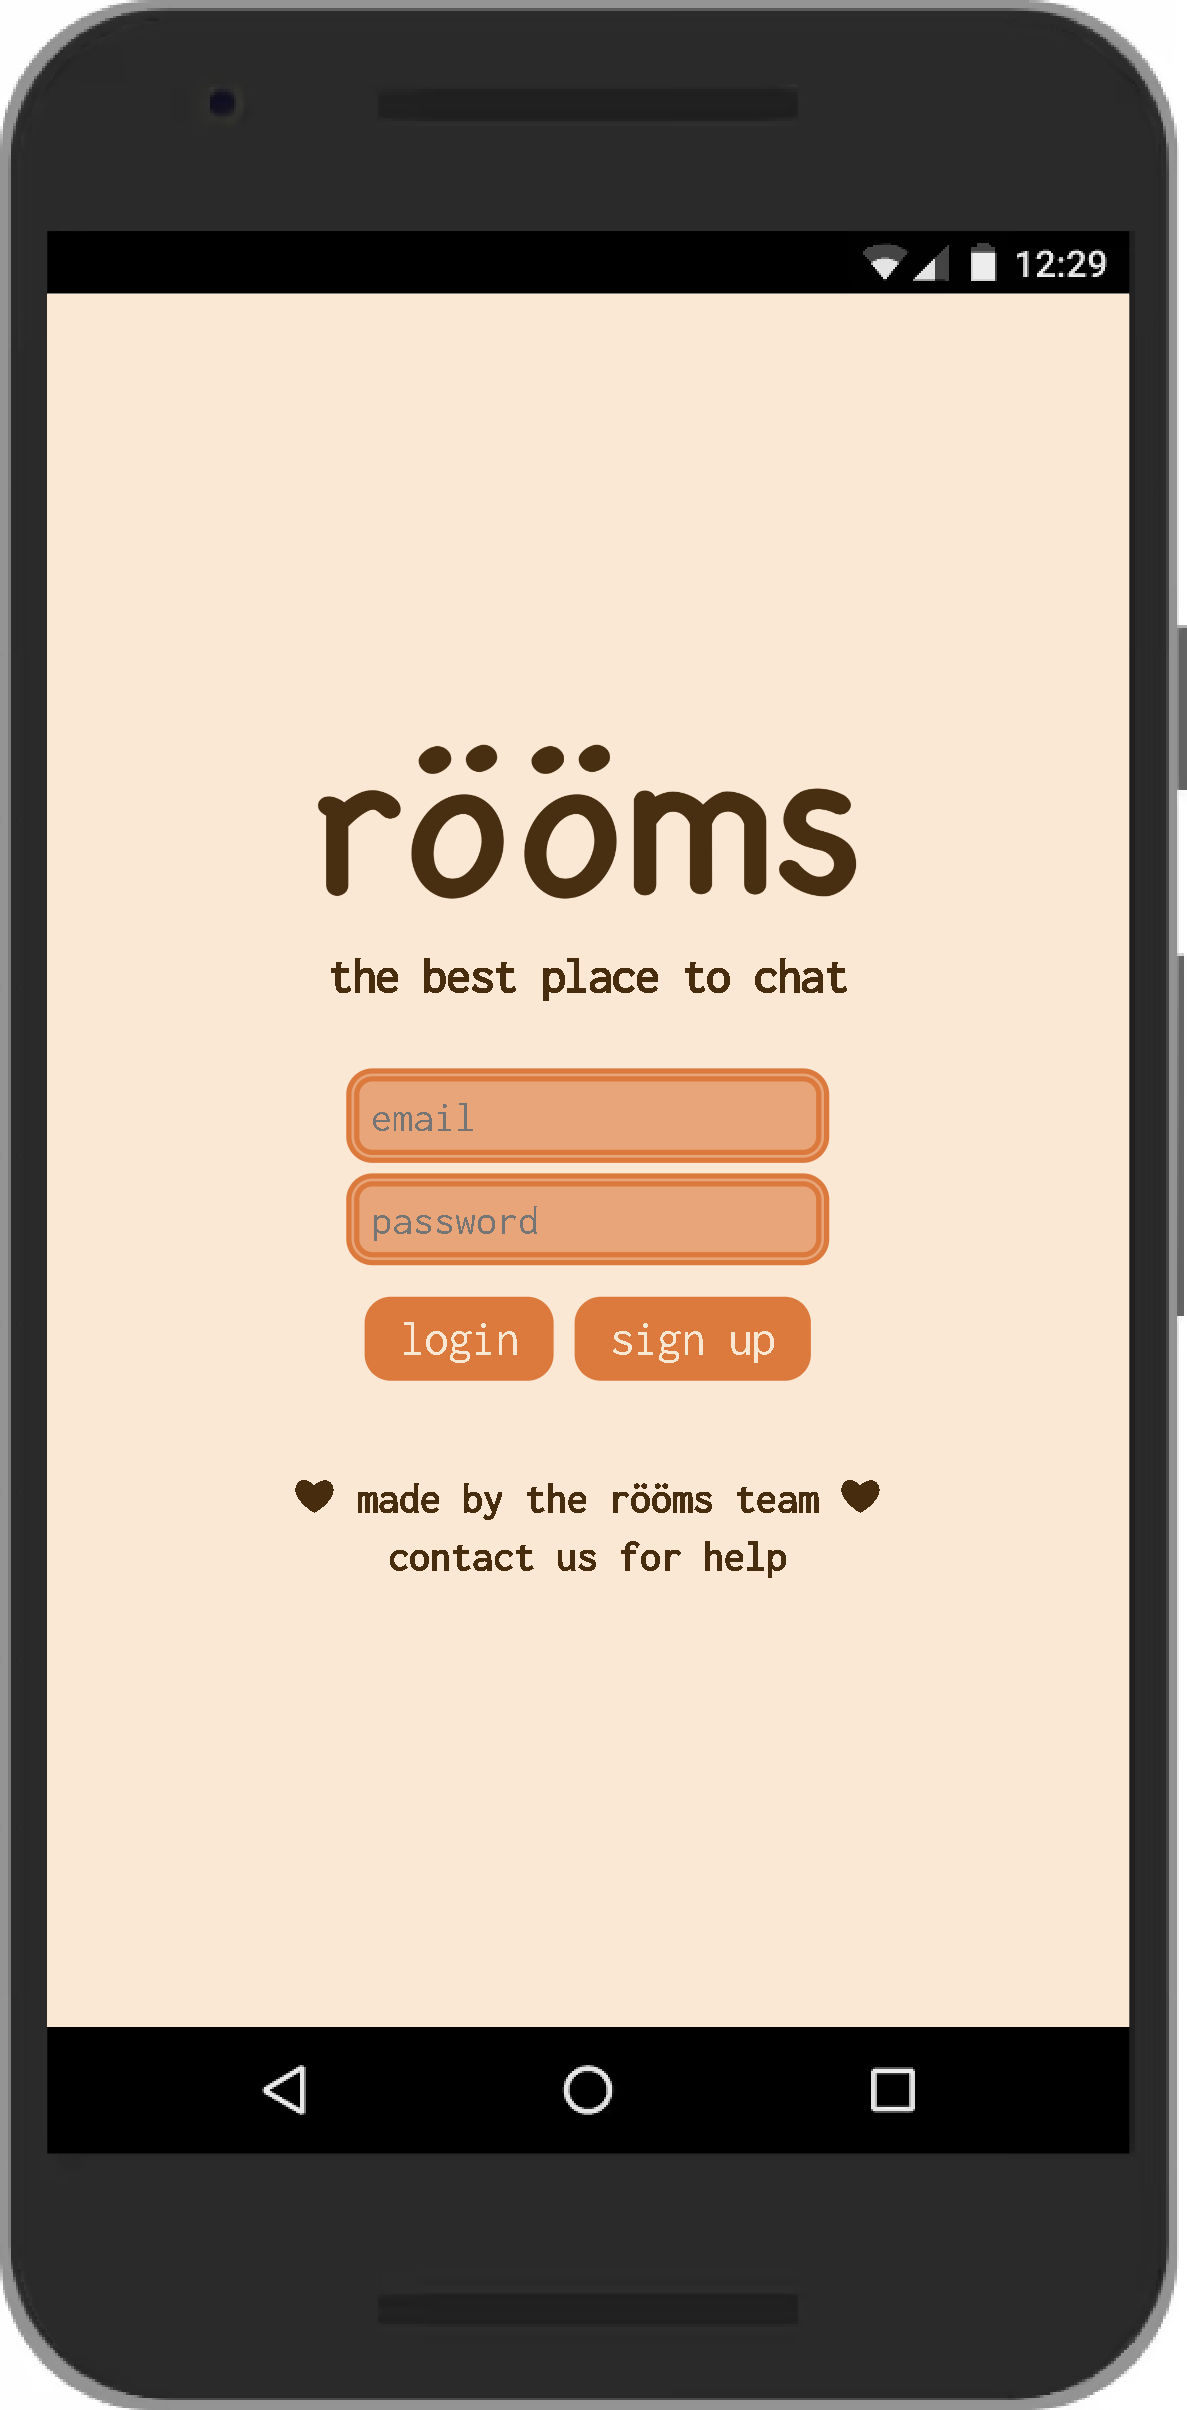 12:29
rööms
the best place to chat
email
password
login sign up
♥ made by the rööms team ♥
contact us for help